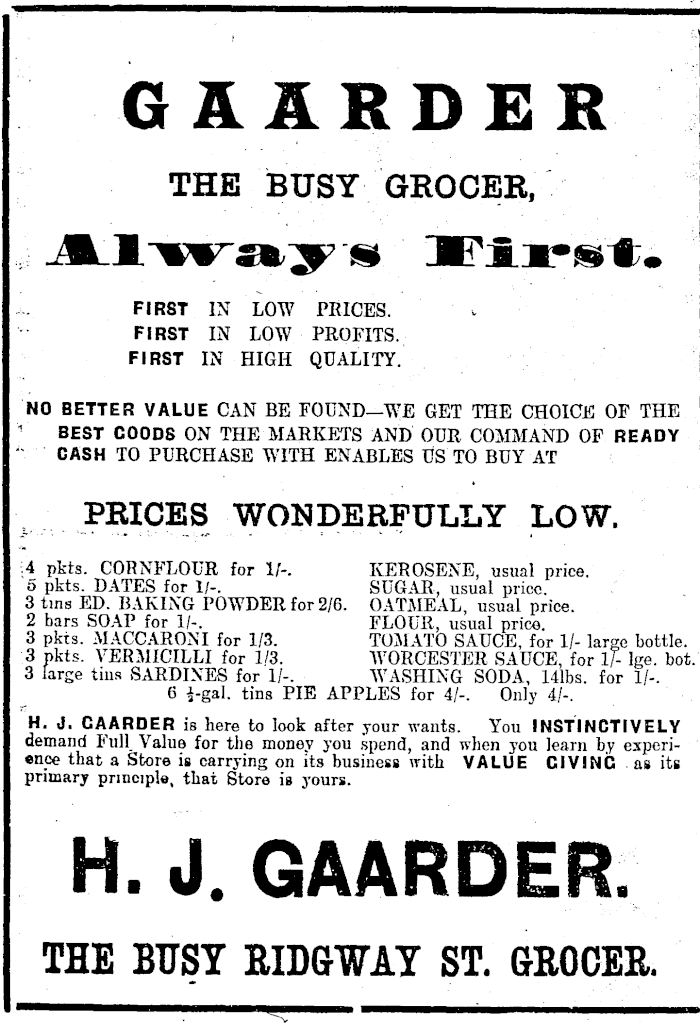 GAARDER
THE BUSY GROCER,
Always First.
FIRST IN LOW PRICES.
FIRST IN LOW PROFITS.
FIRST IN HIGH QUALITY.
NO BETTER VALUE CAN BE FOUND—WE GET THE CHOICE OF THE
BEST GOODS ON THE MARKETS AND OUR COMMAND OF READY
CASH TO PURCHASE WITH ENABLES US TO BUY AT
PRICES WONDERFULLY LOW.
4 pkts. CORNFLOUR for 1/-.
5 pkts. DATES for 1/-.
3 tins ED. BAKING POWDER for 2/6.
2 bars SOAP for 1/-.
3 pkts. MACCARONI for 1/3.
3 pkts. VERMICILLI for 1/3.
3 large tins SARDINES for 1/-.
KEROSENE, usual price.
SUGAR, usual price.
OATMEAL, usual price.
FLOUR, usual price.
TOMATO SAUCE, for 1/- large bottle.
WORCESTER SAUCE, for 1/- lge. bot.
WASHING SODA, 14lbs. for 1/-.
6 ½-gal. tins PIE APPLES for 4/-. Only 4/-.
H. J. GAARDER is here to look after your wants. You INSTINCTIVELY
demand Full Value for the money you spend, and when you learn by experi-
ence that a Store is carrying on its business with VALUE GIVING as its
primary principle, that Store is yours.
H. J. GAARDER.
THE BUSY RIDGWAY ST. GROCER.